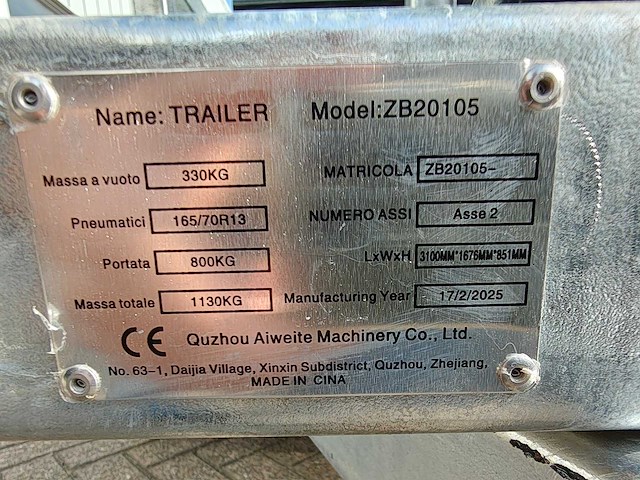 Name: TRAILER Model:ZB20105
Massa a vuoto 330KG MATRICOLA ZB20105-
Pneumatici 165/70R13 NUMERO ASSI Asse 2
Portata 800KG LxWxH 3100MM*1676MM*851MM
Massa totale 1130KG Manufacturing Year 17/2/2025
CE Quzhou Aiweite Machinery Co., Ltd.
No. 63-1, Daijia Village, Xinxin Subdistrict, Quzhou, Zhejiang,
MADE IN CINA